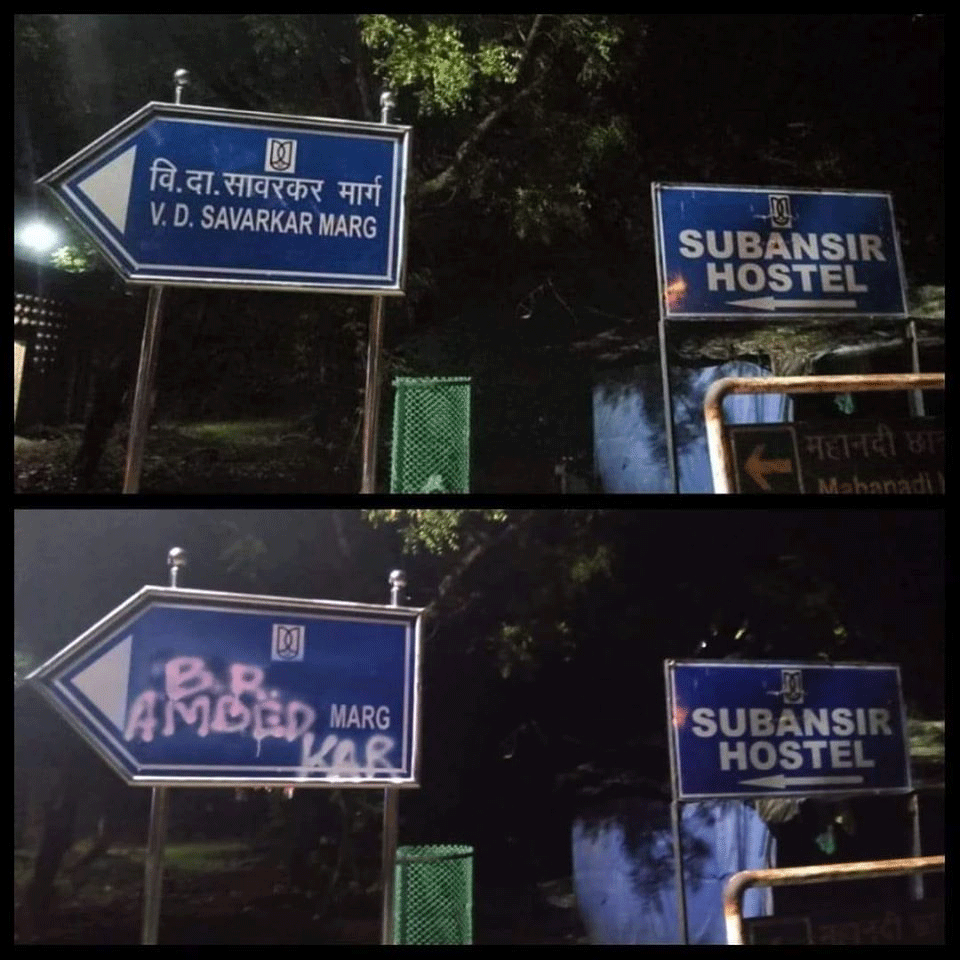 वि.दा.सावरकर मार्ग
V. D. SAVARKAR MARG
SUBANSIR
HOSTEL
महानदी
Mahanadi
B.R.
AMBED
KAR
MARG
SUBANSIR
HOSTEL